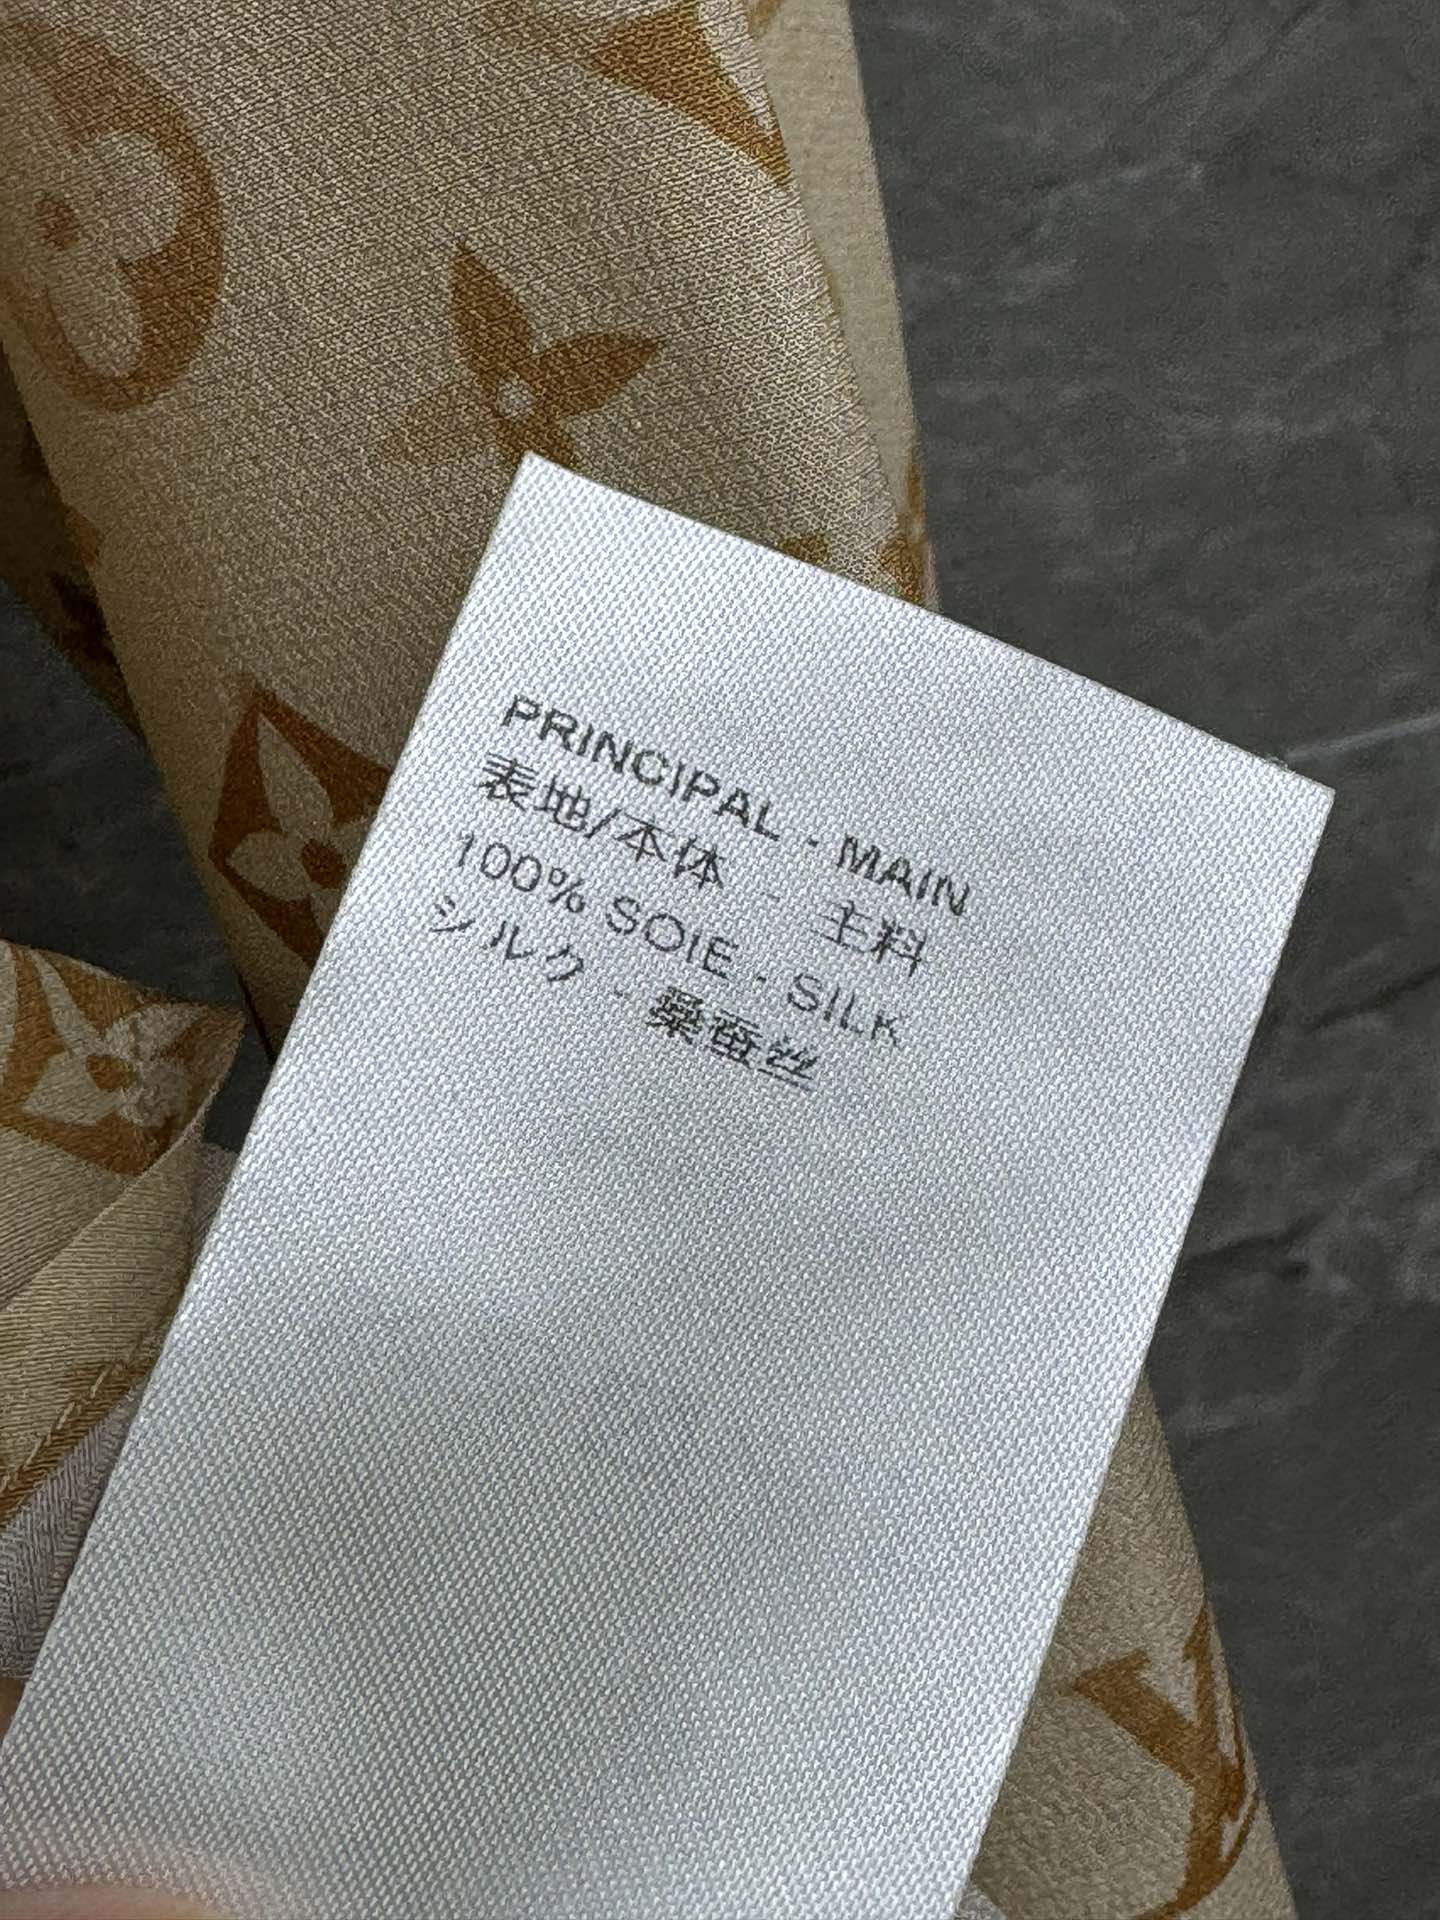 PRINCIPAL - MAIN
表地/本体 - 主料
100% SOIE - SILK
シルク - 桑蚕丝